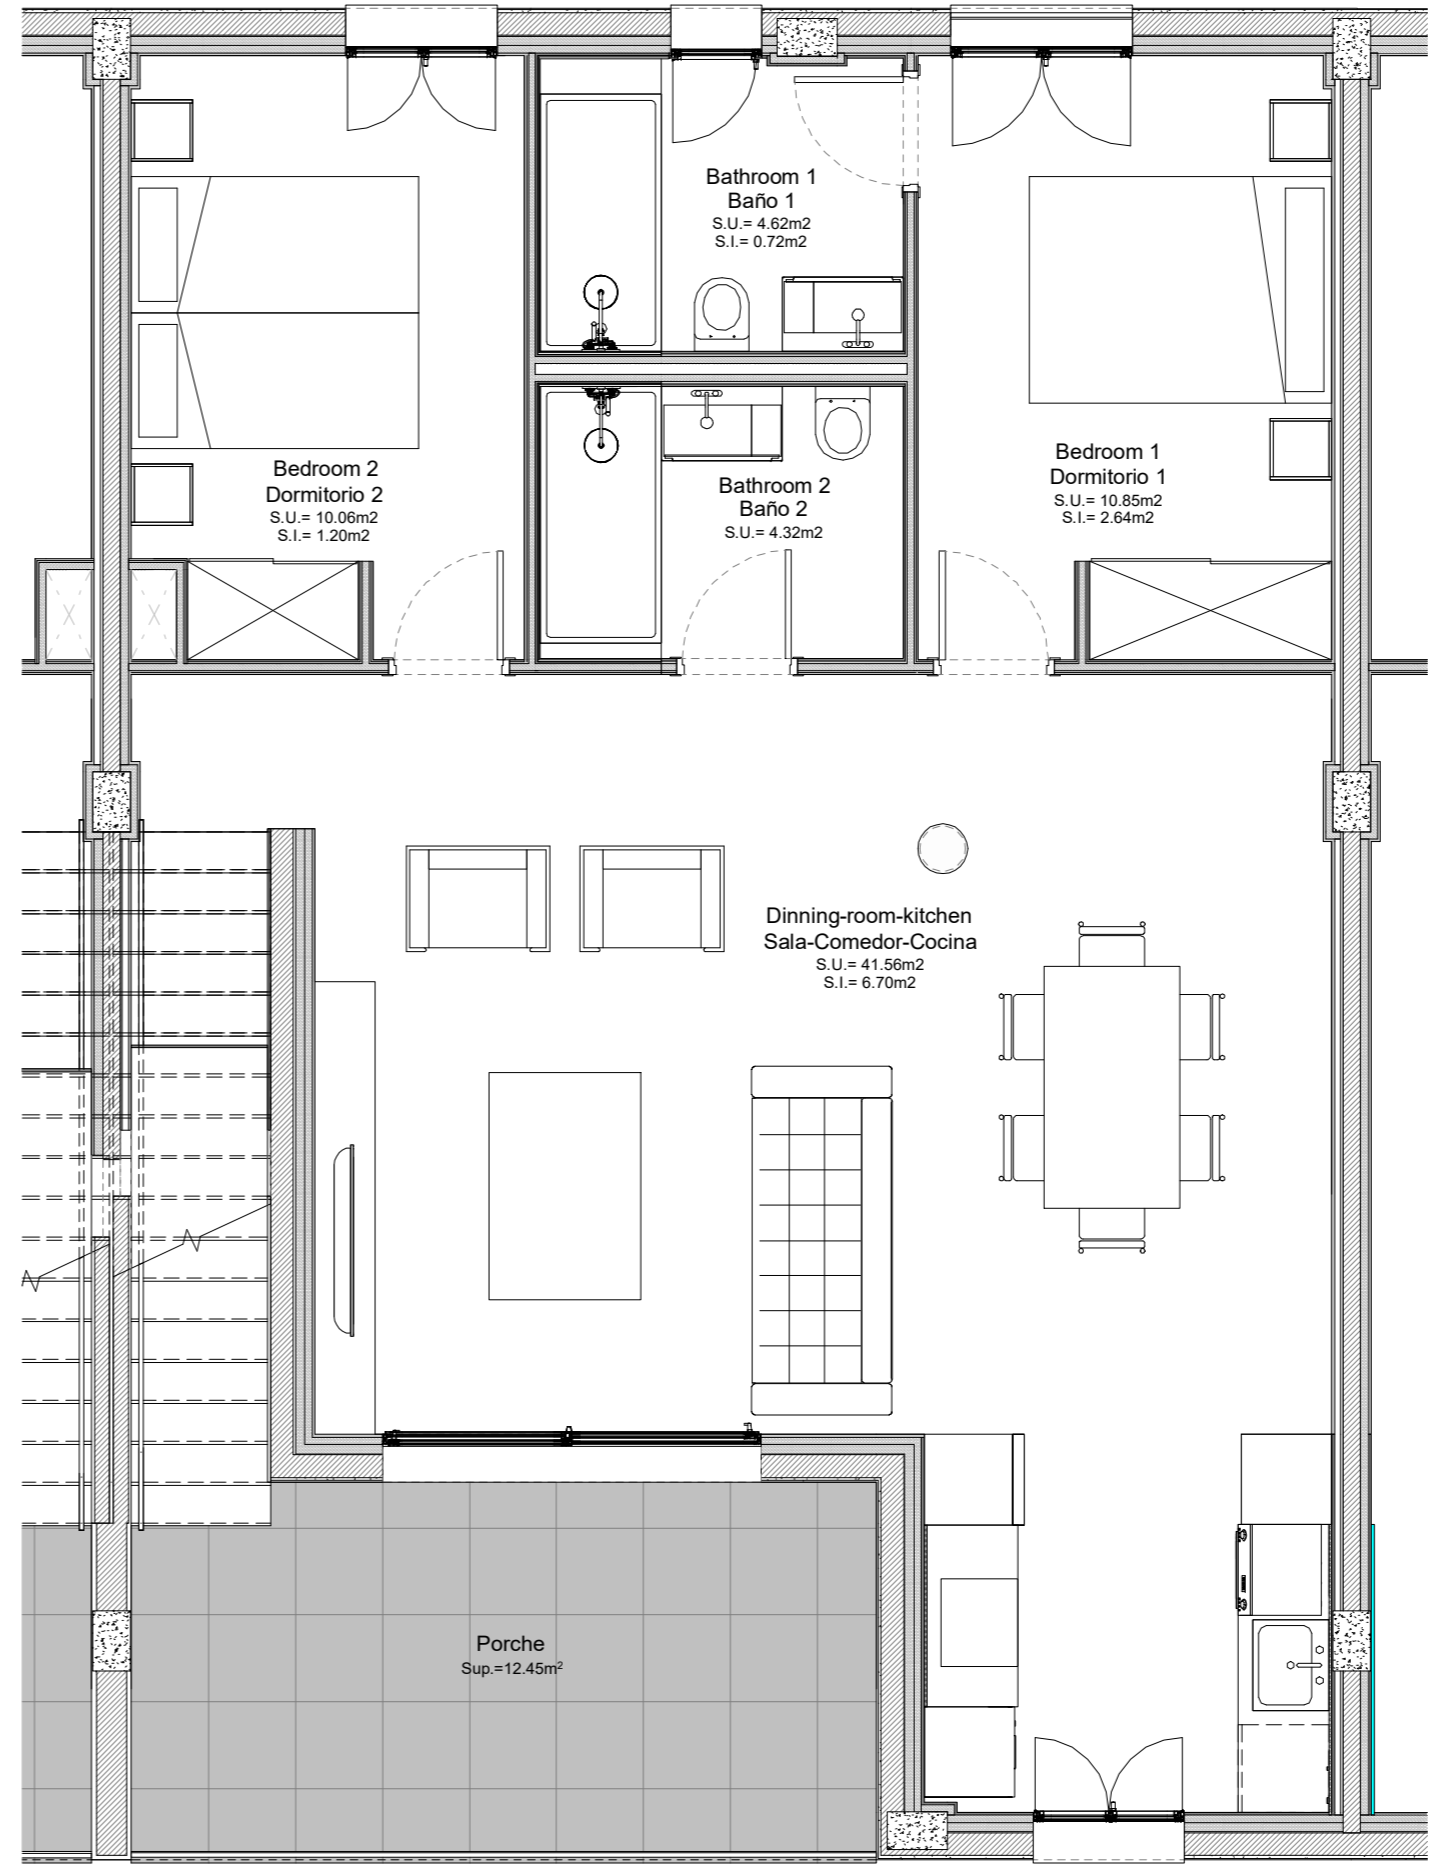 Bathroom 1
Baño 1
S.U.= 4.62m2
S.I.= 0.72m2
Bedroom 2
Dormitorio 2
S.U.= 10.06m2
S.I.= 1.20m2
Bathroom 2
Baño 2
S.U.= 4.32m2
Bedroom 1
Dormitorio 1
S.U.= 10.85m2
S.I.= 2.64m2
Dinning-room-kitchen
Sala-Comedor-Cocina
S.U.= 41.56m2
S.I.= 6.70m2
Porche
Sup.=12.45m²